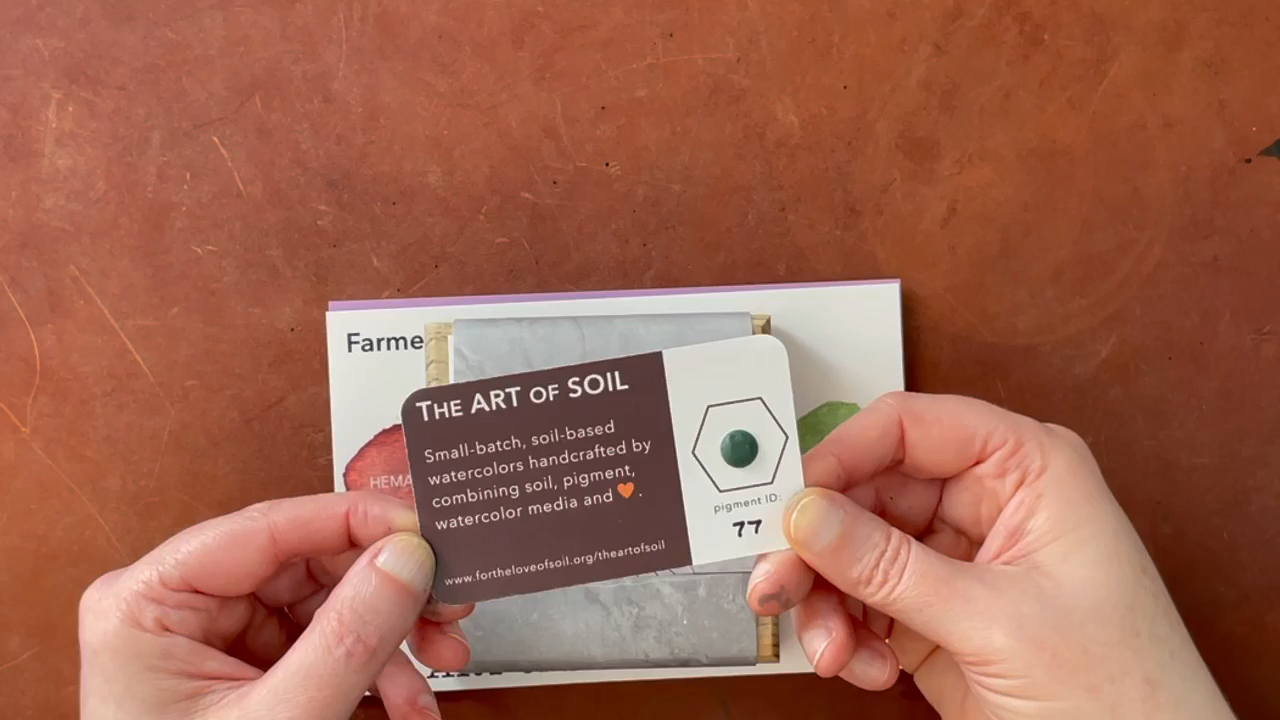 Farme
HEMA
THE ART OF SOIL
Small-batch, soil-based
watercolors handcrafted by
combining soil, pigment,
watercolor media and 🧡.
www.fortheloveofsoil.org/theartofsoil
pigment ID:
77